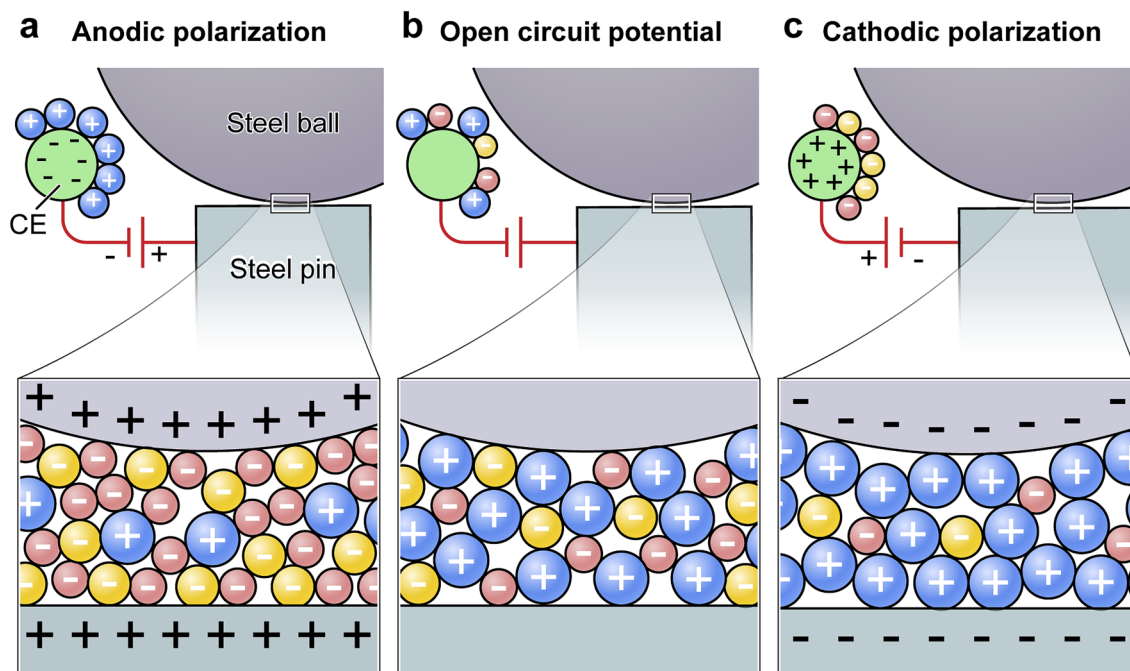 a Anodic polarization
b Open circuit potential
c Cathodic polarization
Steel ball
CE
- +
+ -
Steel pin